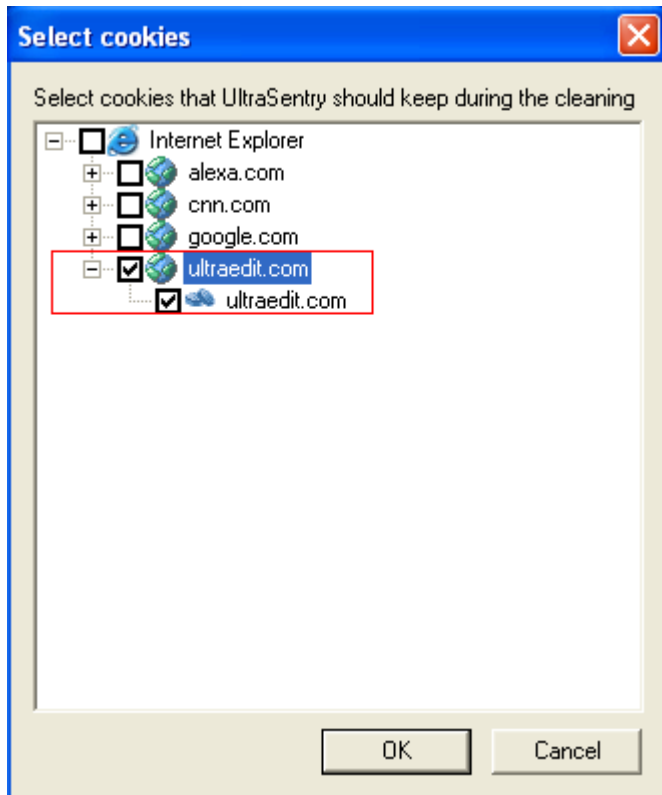 Select cookies
Select cookies that UltraSentry should keep during the cleaning
Internet Explorer
alexa.com
cnn.com
google.com
ultraedit.com
ultraedit.com
OK Cancel